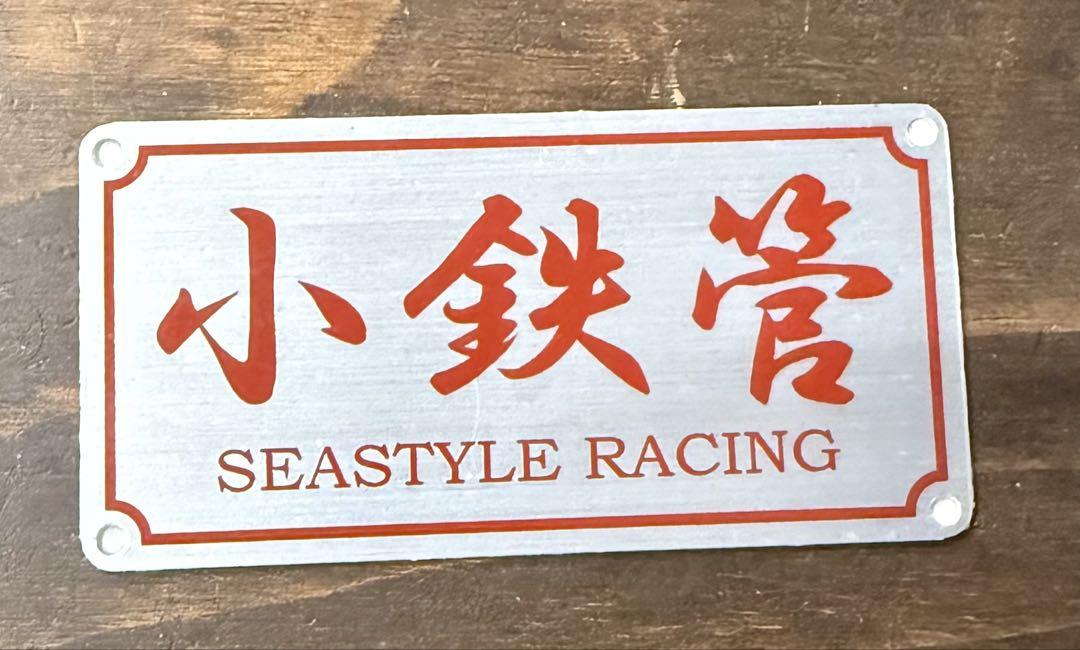 小鉄管
SEASTYLE RACING